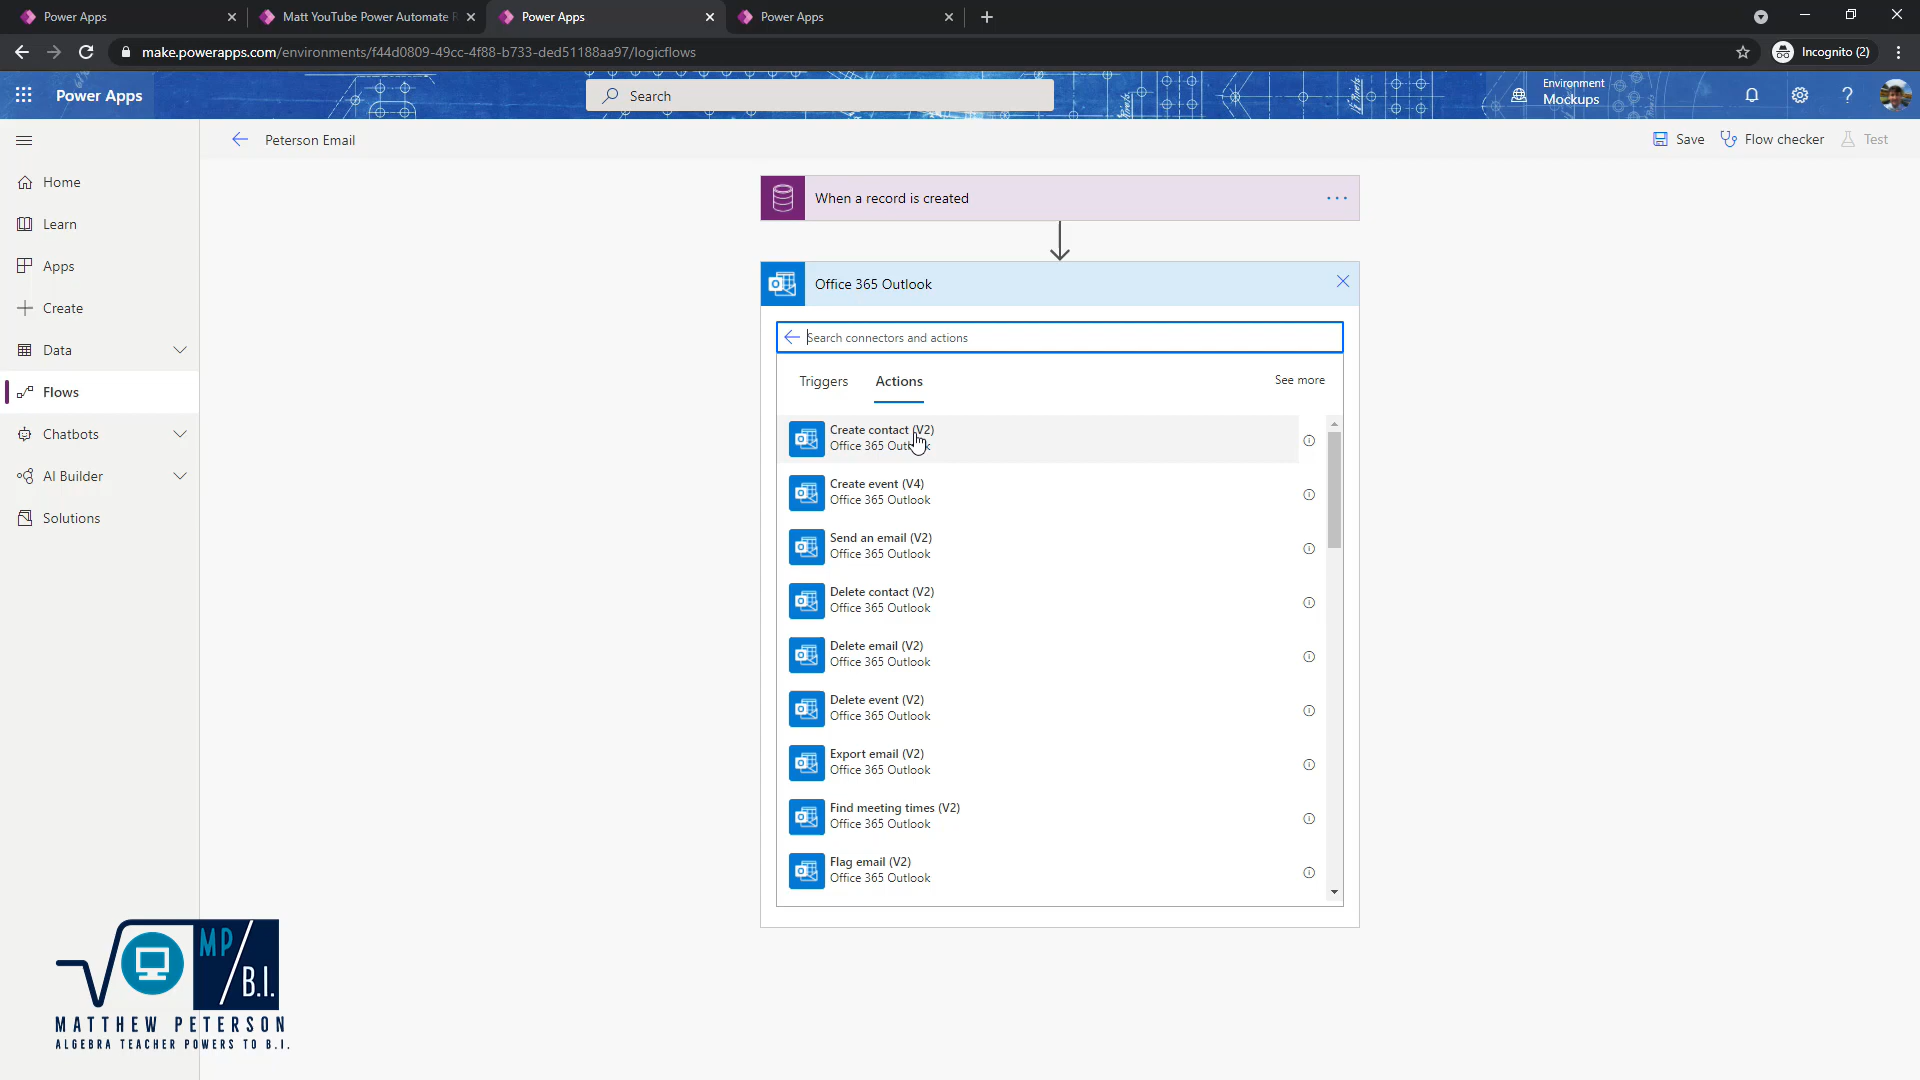 Power Apps
Matt YouTube Power Automate
Power Apps
Power Apps
make.powerapps.com/environments/f44d0809-49cc-4f88-b733-ded51188aa97/logicflows
Incognito (2)
Power Apps
Search
Environment
Mockups
Peterson Email
Save
Flow checker
Test
Home
Learn
Apps
Create
Data
Flows
Chatbots
AI Builder
Solutions
When a record is created
Office 365 Outlook
Search connectors and actions
Triggers
Actions
See more
Create contact (V2)
Office 365 Outlook
Create event (V4)
Office 365 Outlook
Send an email (V2)
Office 365 Outlook
Delete contact (V2)
Office 365 Outlook
Delete email (V2)
Office 365 Outlook
Delete event (V2)
Office 365 Outlook
Export email (V2)
Office 365 Outlook
Find meeting times (V2)
Office 365 Outlook
Flag email (V2)
Office 365 Outlook
MP
B.I.
MATTHEW PETERSON
ALGEBRA TEACHER POWERS TO B.I.